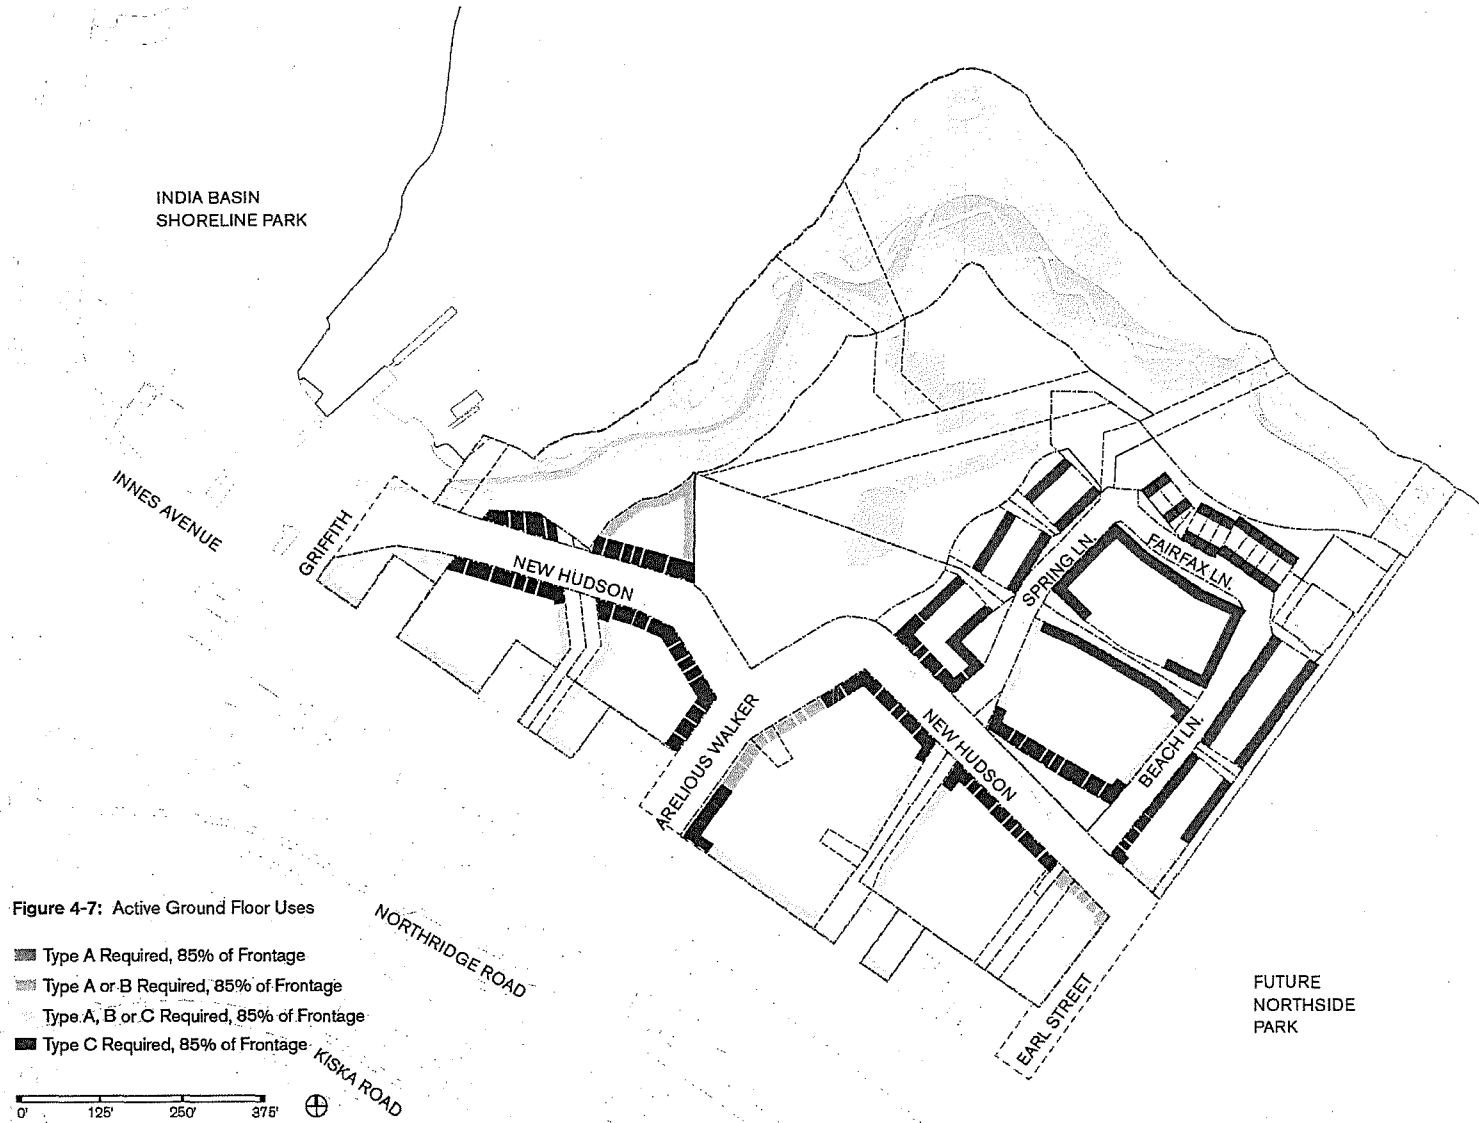 INDIA BASIN
SHORELINE PARK
INNES AVENUE
GRIFFITH
NEW HUDSON
SPRING LN.
FAIRFAX LN.
ARELIOUS WALKER
NEW HUDSON
BEACH LN.
Figure 4-7: Active Ground Floor Uses
Type A Required, 85% of Frontage
Type A or B Required, 85% of Frontage
Type A, B or C Required, 85% of Frontage
Type C Required, 85% of Frontage
NORTHRIDGE ROAD
KISKA ROAD
EARL STREET
FUTURE
NORTHSIDE
PARK
0' 125' 250' 375'